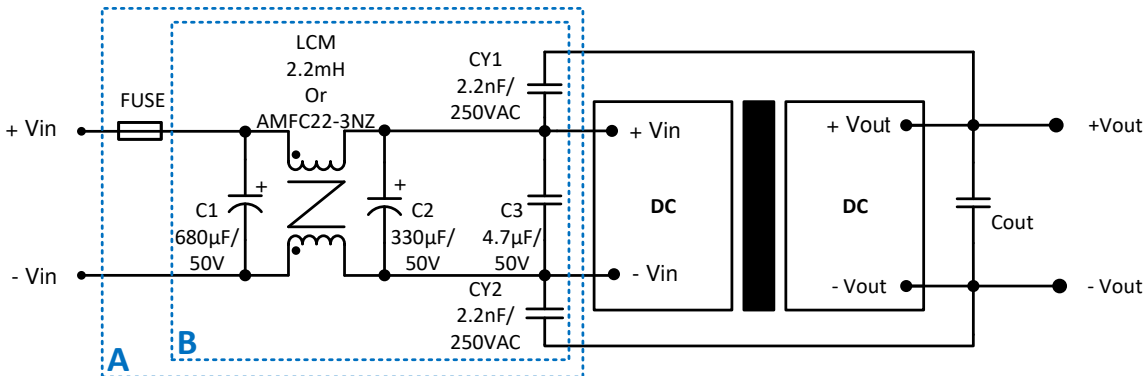 LCM
2.2mH
Or
AMFC22-3NZ
CY1
2.2nF/
250VAC
FUSE
+ Vin
+ Vin
+ Vout
+Vout
C1
680μF/
50V
C2
330μF/
50V
C3
4.7μF/
50V
DC
DC
Cout
- Vin
- Vin
- Vout
- Vout
CY2
2.2nF/
250VAC
A
B
+
+